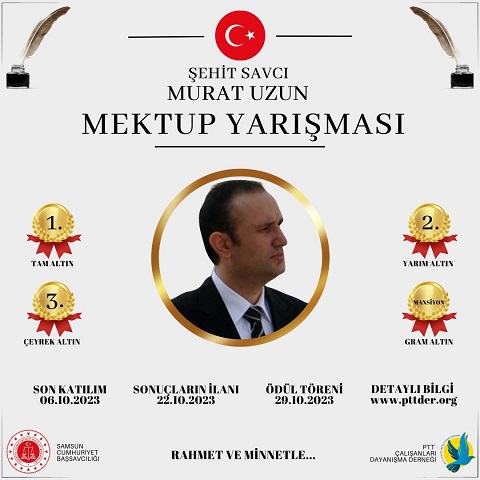 ŞEHİT SAVCI
MURAT UZUN
MEKTUP YARIŞMASI
1.
TAM ALTIN
2.
YARIM ALTIN
3.
ÇEYREK ALTIN
MANSİYON
GRAM ALTIN
SON KATILIM
06.10.2023
SONUÇLARIN İLANI
22.10.2023
ÖDÜL TÖRENİ
29.10.2023
DETAYLI BİLGİ
www.pttder.org
SAMSUN
CUMHURİYET
BAŞSAVCILIĞI
RAHMET VE MİNNETLE...
PTT
ÇALIŞANLARI
DAYANIŞMA DERNEĞİ